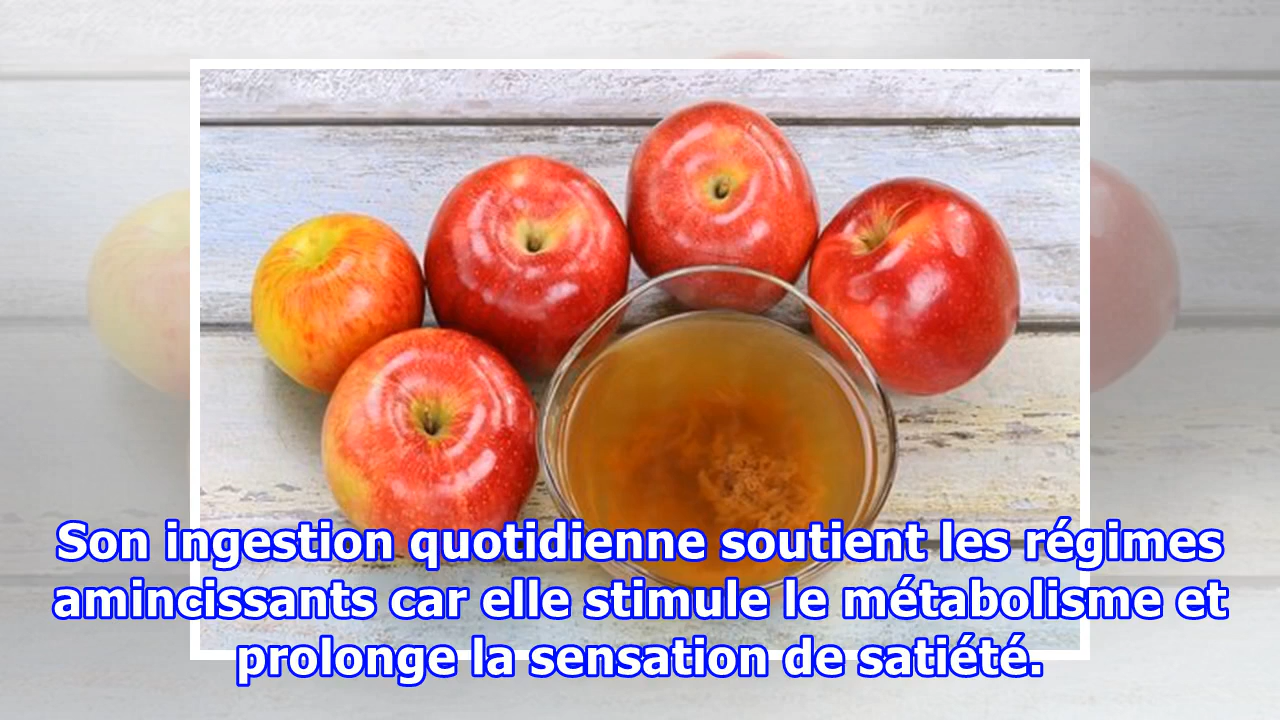 Son ingestion quotidienne soutient les régimes
amincissants car elle stimule le métabolisme et
prolonge la sensation de satiété.